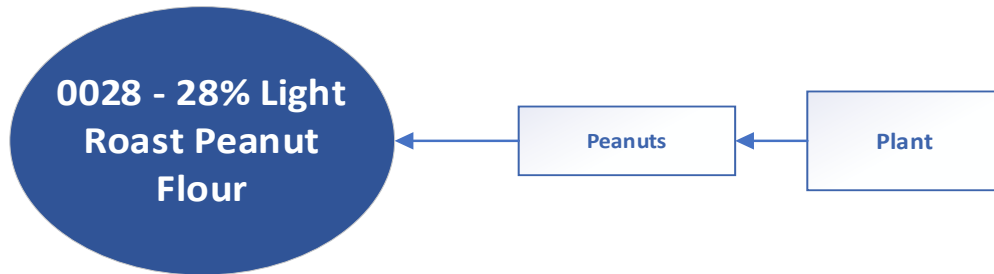 0028 - 28% Light
Roast Peanut
Flour
Peanuts
Plant